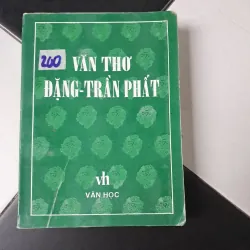 200
VĂN THƠ
ĐẶNG-TRẦN PHẤT
vh
VĂN HỌC